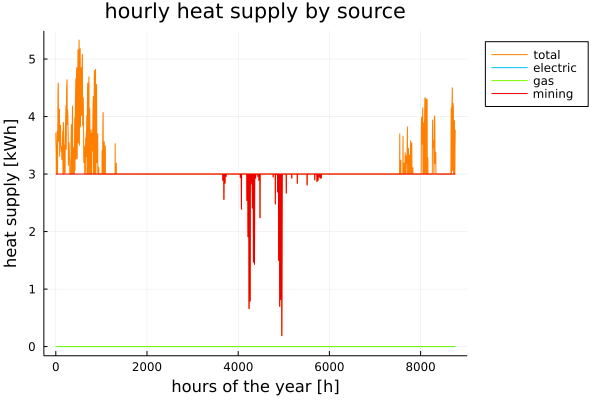 hourly heat supply by source
heat supply [kWh]
5
4
3
2
1
0
0 2000 4000 6000 8000
hours of the year [h]
total
electric
gas
mining